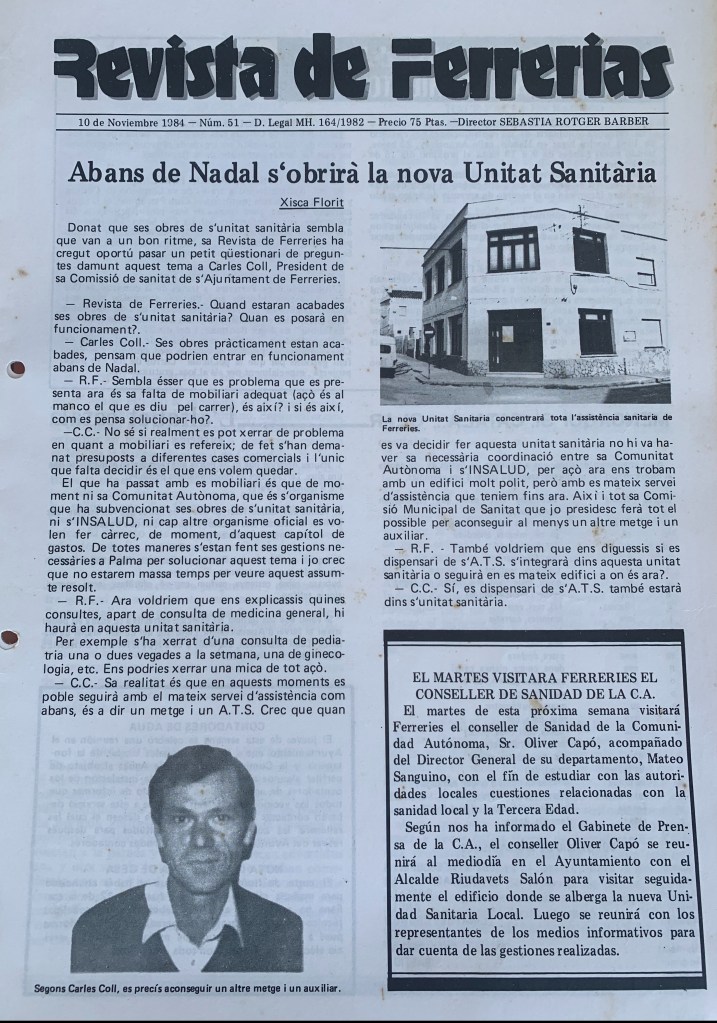 Revista de Ferrerias
10 de Noviembre 1984 — Núm. 51 — D. Legal MH. 164/1982 — Precio 75 Ptas. —Director SEBASTIA ROTGER BARBER
Abans de Nadal s'obrirà la nova Unitat Sanitària
Xisca Florit
Donat que ses obres de s'unitat sanitària sembla
que van a un bon ritme, sa Revista de Ferreries ha
cregut oportú pasar un petit qüestionari de pregun-
tes damunt aquest tema a Carles Coll, President de
sa Comissió de sanitat de s'Ajuntament de Ferreries.
— Revista de Ferreries.- Quand estaran acabades
ses obres de s'unitat sanitària? Quan es posarà en
funcionament?.
— Carles Coll.- Ses obres pràcticament estan aca-
bades, pensam que podrien entrar en funcionament
abans de Nadal.
— R.F.- Sembla ésser que es problema que es pre-
senta ara és sa falta de mobiliari adequat (açò és al
manco el que es diu pel carrer), és així? i si és així,
com es pensa solucionar-ho?.
—C.C.- No sé si realment es pot xerrar de problema
en quant a mobiliari es refereix; de fet s'han dema-
nat presuposts a diferentes cases comercials i l'unic
que falta decidir és el que ens volem quedar.
El que ha passat amb es mobiliari és que de mo-
ment ni sa Comunitat Autònoma, que és s'organisme
que ha subvencionat ses obres de s'unitat sanitària,
ni s'INSALUD, ni cap altre organisme oficial es vo-
len fer càrrec, de moment, d'aquest capítol de
gastos. De totes maneres s'estan fent ses gestions ne-
cessàries a Palma per solucionar aquest tema i jo crec
que no estarem massa temps per veure aquest assum-
te resolt.
— R.F.- Ara voldriem que ens explicassis quines
consultes, apart de consulta de medicina general, hi
haurà en aquesta unitat sanitària.
Per exemple s'ha xerrat d'una consulta de pedia-
tria una o dues vegades a la setmana, una de gineco-
logia, etc. Ens podries xerrar una mica de tot açò.
— C.C.- Sa realitat és que en aquests moments es
poble seguirà amb el mateix servei d'assistència com
abans, és a dir un metge i un A.T.S. Crec que quan
Segons Carles Coll, es precís aconseguir un altre metge i un auxiliar.
La nova Unitat Sanitaria concentrará tota l'assistència sanitaria de
Ferreries.
es va decidir fer aquesta unitat sanitària no hi va ha-
ver sa necessària coordinació entre sa Comunitat
Autònoma i s'INSALUD, per açò ara ens trobam
amb un edifici molt polit, però amb es mateix servei
d'assistència que teniem fins ara. Així i tot sa Comi-
sió Municipal de Sanitat que jo presidesc ferà tot el
possible per aconseguir al menys un altre metge i un
auxiliar.
— R.F. - També voldriem que ens diguessis si es
dispensari de s'A.T.S. s'integrarà dins aquesta unitat
sanitària o seguirà en es mateix edifici a on és ara?.
— C.C.- Sí, es dispensari de s'A.T.S. també estarà
dins s'unitat sanitària.
EL MARTES VISITARA FERRERIES EL
CONSELLER DE SANIDAD DE LA C.A.
El martes de esta próxima semana visitará
Ferreries el conseller de Sanidad de la Comuni-
dad Autónoma, Sr. Oliver Capó, acompañado
del Director General de su departamento, Mateo
Sanguino, con el fín de estudiar con las autori-
dades locales cuestiones relacionadas con la
sanidad local y la Tercera Edad.
Según nos ha informado el Gabinete de Pren-
sa de la C.A., el conseller Oliver Capó se reu-
nirá al mediodía en el Ayuntamiento con el
Alcalde Riudavets Salón para visitar seguida-
mente el edificio donde se alberga la nueva Uni-
dad Sanitaria Local. Luego se reunirá con los
representantes de los medios informativos para
dar cuenta de las gestiones realizadas.